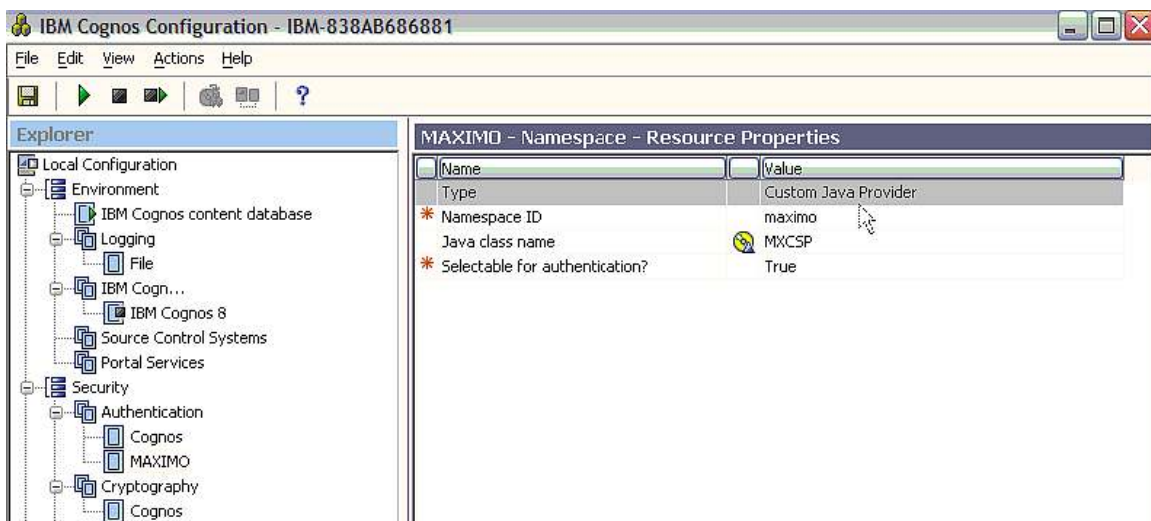 IBM Cognos Configuration - IBM-838AB686881
File Edit View Actions Help
Explorer
Local Configuration
Environment
IBM Cognos content database
Logging
File
IBM Cogn...
IBM Cognos 8
Source Control Systems
Portal Services
Security
Authentication
Cognos
MAXIMO
Cryptography
Cognos
MAXIMO - Namespace - Resource Properties
Name Value
Type Custom Java Provider
* Namespace ID maximo
Java class name MXCSP
* Selectable for authentication? True